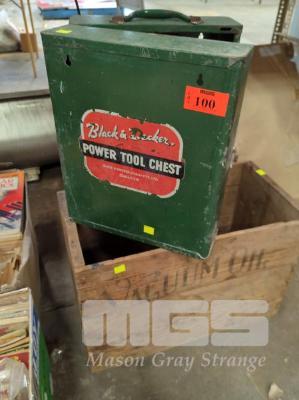 100
Black & Decker.
POWER TOOL CHEST
VACUUM OIL
MGS
Mason Gray Strange